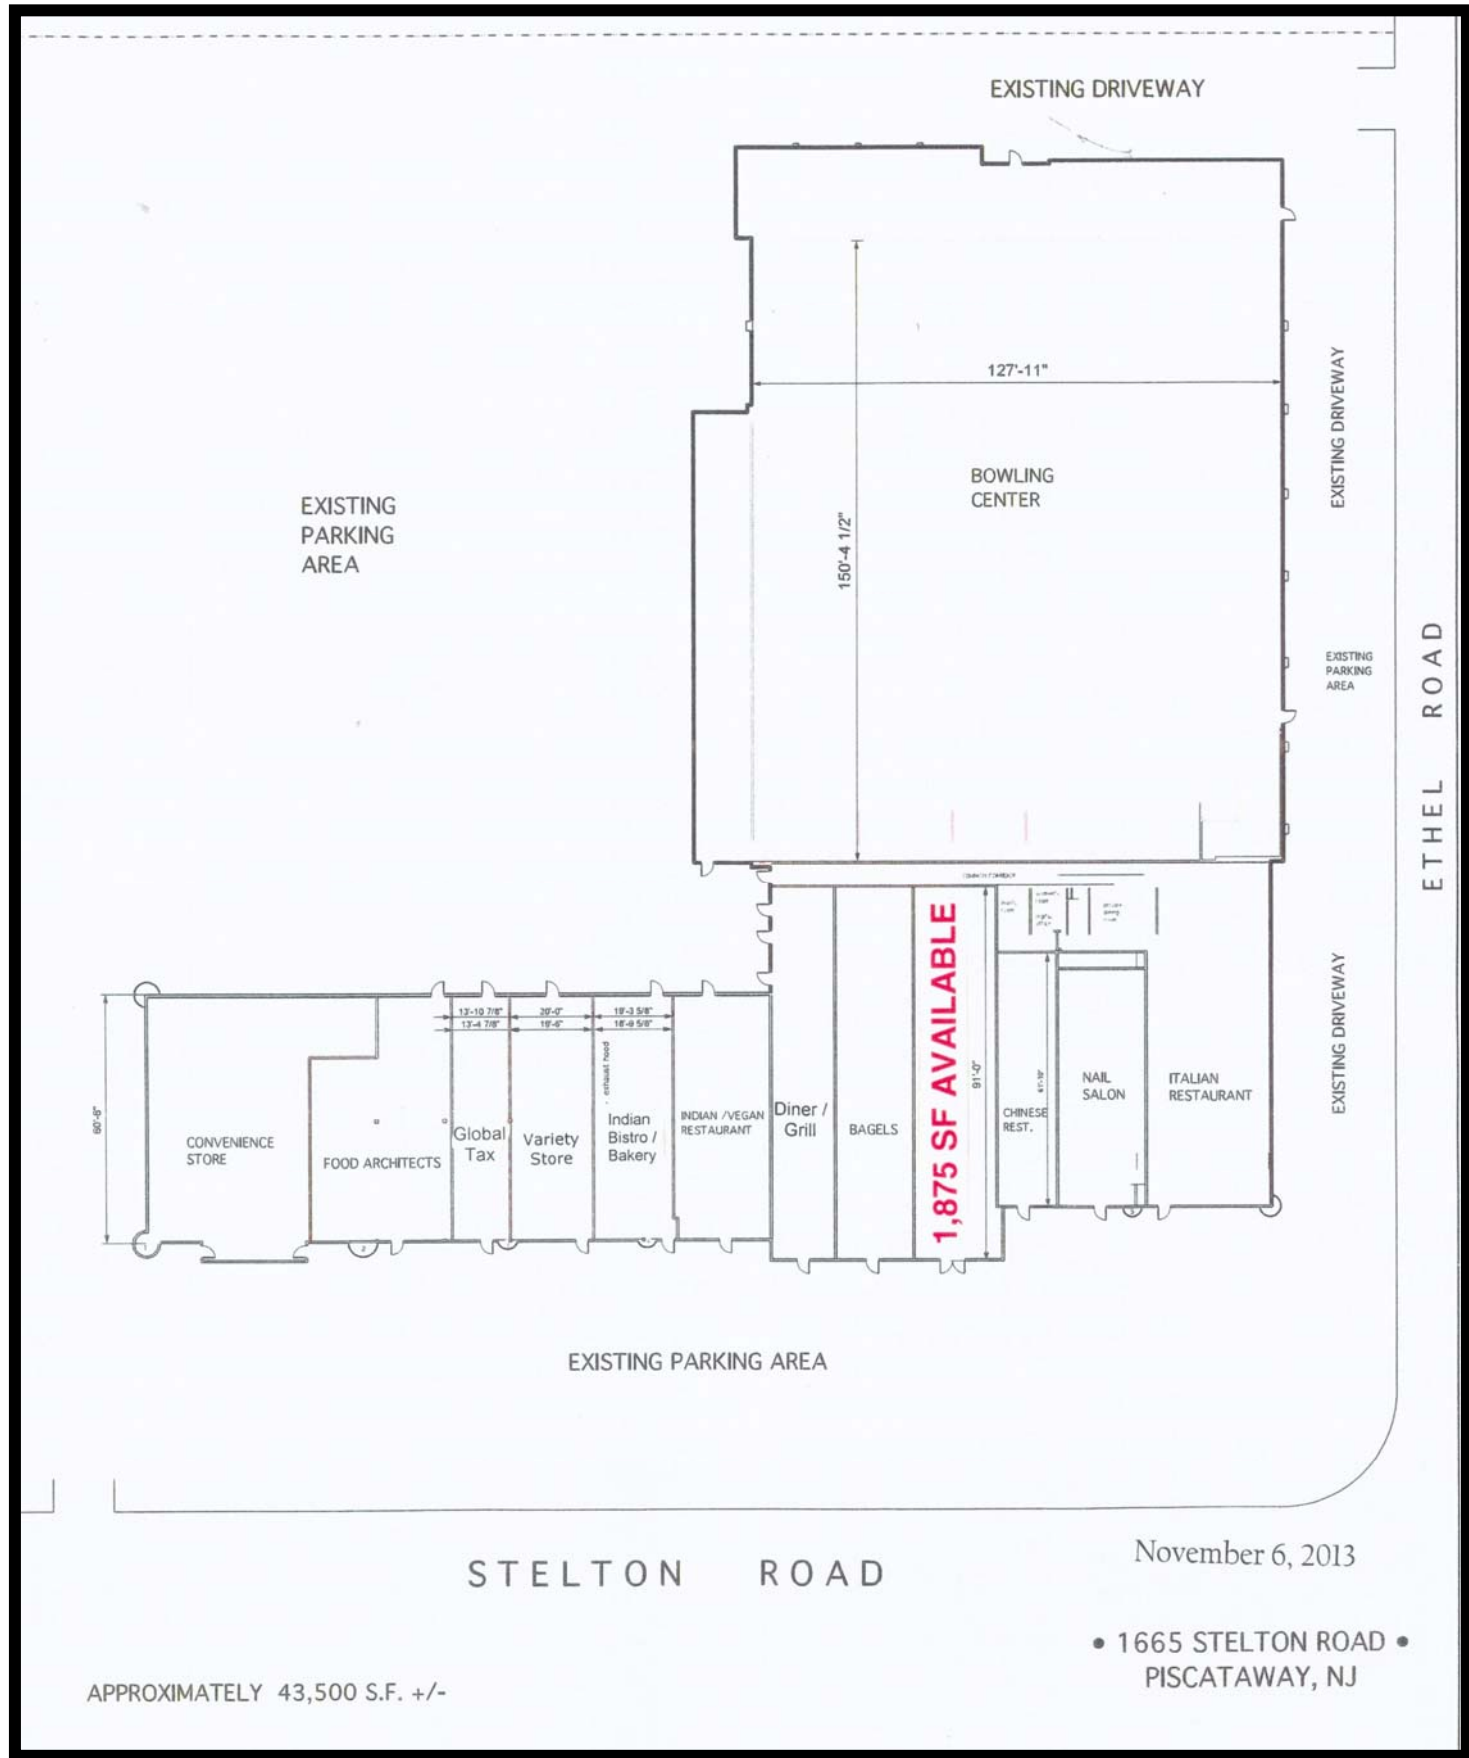 EXISTING DRIVEWAY
127'-11"
EXISTING DRIVEWAY
BOWLING
CENTER
EXISTING
PARKING
AREA
150'-4 1/2"
EXISTING
PARKING
AREA
ETHEL ROAD
1,875 SF AVAILABLE
91'-0"
EXISTING DRIVEWAY
13'-10 7/8"
20'-0"
19'-3 5/8"
13'-4 7/8"
19'-6"
18'-9 5/8"
exhaust hood
60'-6"
NAIL
SALON
ITALIAN
RESTAURANT
CHINESE
REST.
Diner /
Grill
BAGELS
INDIAN /VEGAN
RESTAURANT
Indian
Bistro /
Bakery
Variety
Store
Global
Tax
FOOD ARCHITECTS
CONVENIENCE
STORE
EXISTING PARKING AREA
STELTON ROAD
November 6, 2013
• 1665 STELTON ROAD •
PISCATAWAY, NJ
APPROXIMATELY 43,500 S.F. +/-